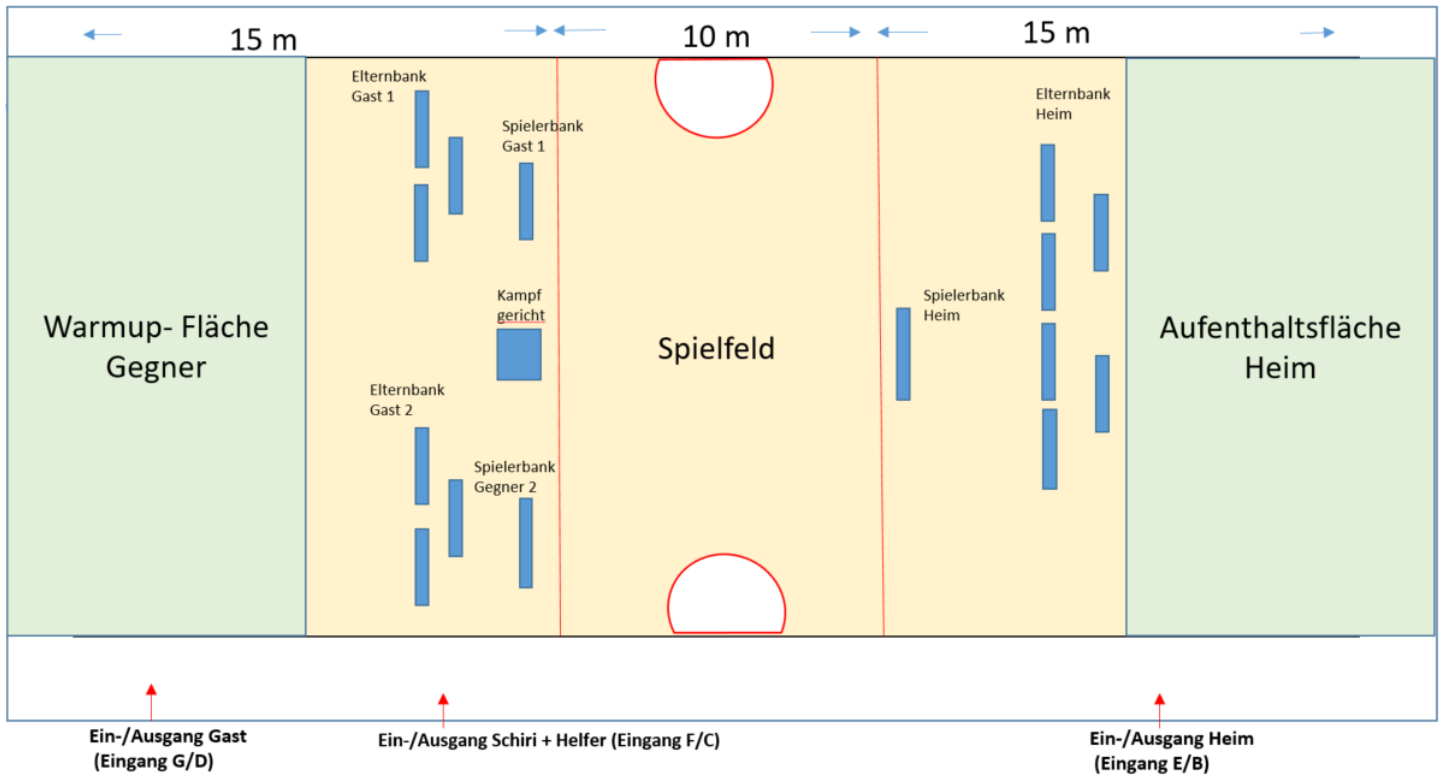 15 m
10 m
15 m
Elternbank
Gast 1
Spielerbank
Gast 1
Elternbank
Heim
Kampf
gericht
Spielerbank
Heim
Warmup- Fläche
Gegner
Spielfeld
Aufenthaltsfläche
Heim
Elternbank
Gast 2
Spielerbank
Gegner 2
Ein-/Ausgang Gast
(Eingang G/D)
Ein-/Ausgang Schiri + Helfer (Eingang F/C)
Ein-/Ausgang Heim
(Eingang E/B)